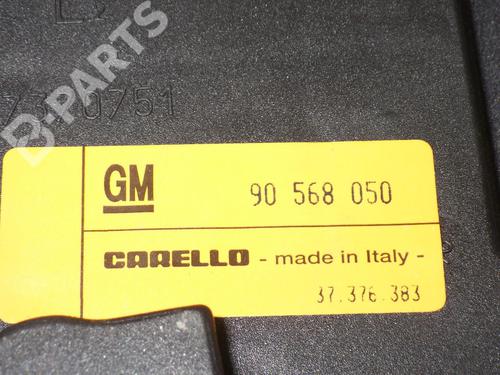 B-PARTS
GM 90 568 050
CARELLO - made in Italy -
37.376.383